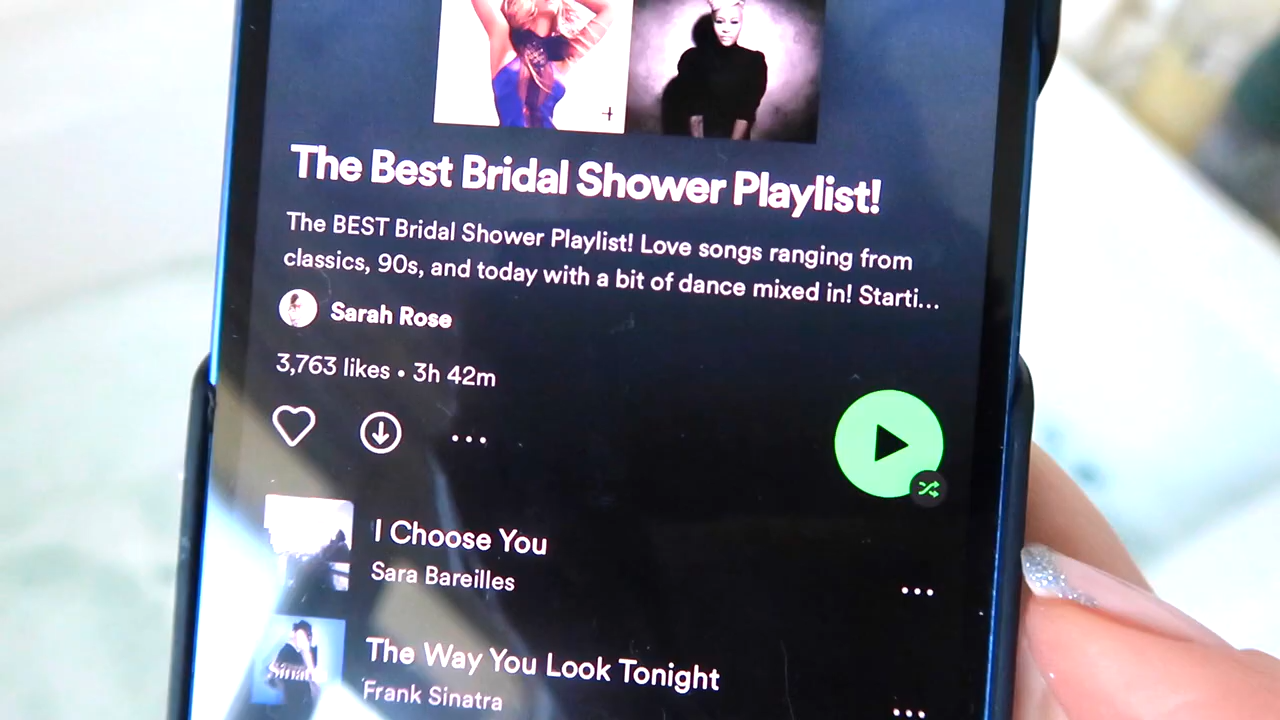 The Best Bridal Shower Playlist!
The BEST Bridal Shower Playlist! Love songs ranging from
classics, 90s, and today with a bit of dance mixed in! Starti...
Sarah Rose
3,763 likes • 3h 42m
I Choose You
Sara Bareilles
Sinatra
The Way You Look Tonight
Frank Sinatra